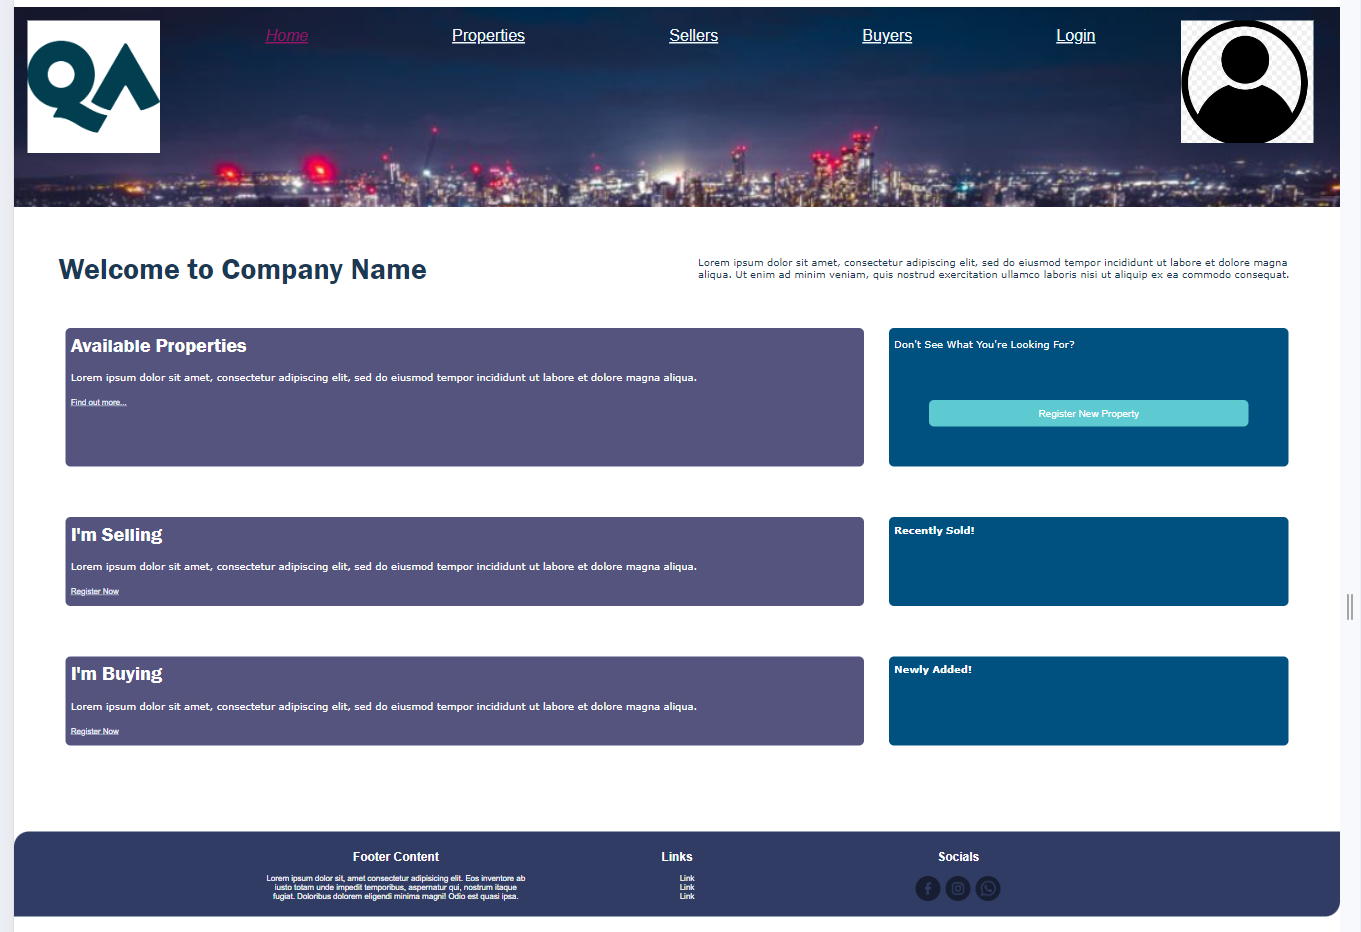 QA
Home
Properties
Sellers
Buyers
Login
Welcome to Company Name
Lorem ipsum dolor sit amet, consectetur adipiscing elit, sed do eiusmod tempor incididunt ut labore et dolore magna
aliqua. Ut enim ad minim veniam, quis nostrud exercitation ullamco laboris nisi ut aliquip ex ea commodo consequat.
Available Properties
Lorem ipsum dolor sit amet, consectetur adipiscing elit, sed do eiusmod tempor incididunt ut labore et dolore magna aliqua.
Find out more...
Don't See What You're Looking For?
Register New Property
I'm Selling
Lorem ipsum dolor sit amet, consectetur adipiscing elit, sed do eiusmod tempor incididunt ut labore et dolore magna aliqua.
Register Now
Recently Sold!
I'm Buying
Lorem ipsum dolor sit amet, consectetur adipiscing elit, sed do eiusmod tempor incididunt ut labore et dolore magna aliqua.
Register Now
Newly Added!
Footer Content
Lorem ipsum dolor sit, amet consectetur adipisicing elit. Eos inventore ab
iusto totam unde impedit temporibus, aspernatur qui, nostrum itaque
fugiat. Doloribus dolorem eligendi minima magni! Odio est quasi ipsa.
Links
Link
Link
Link
Socials